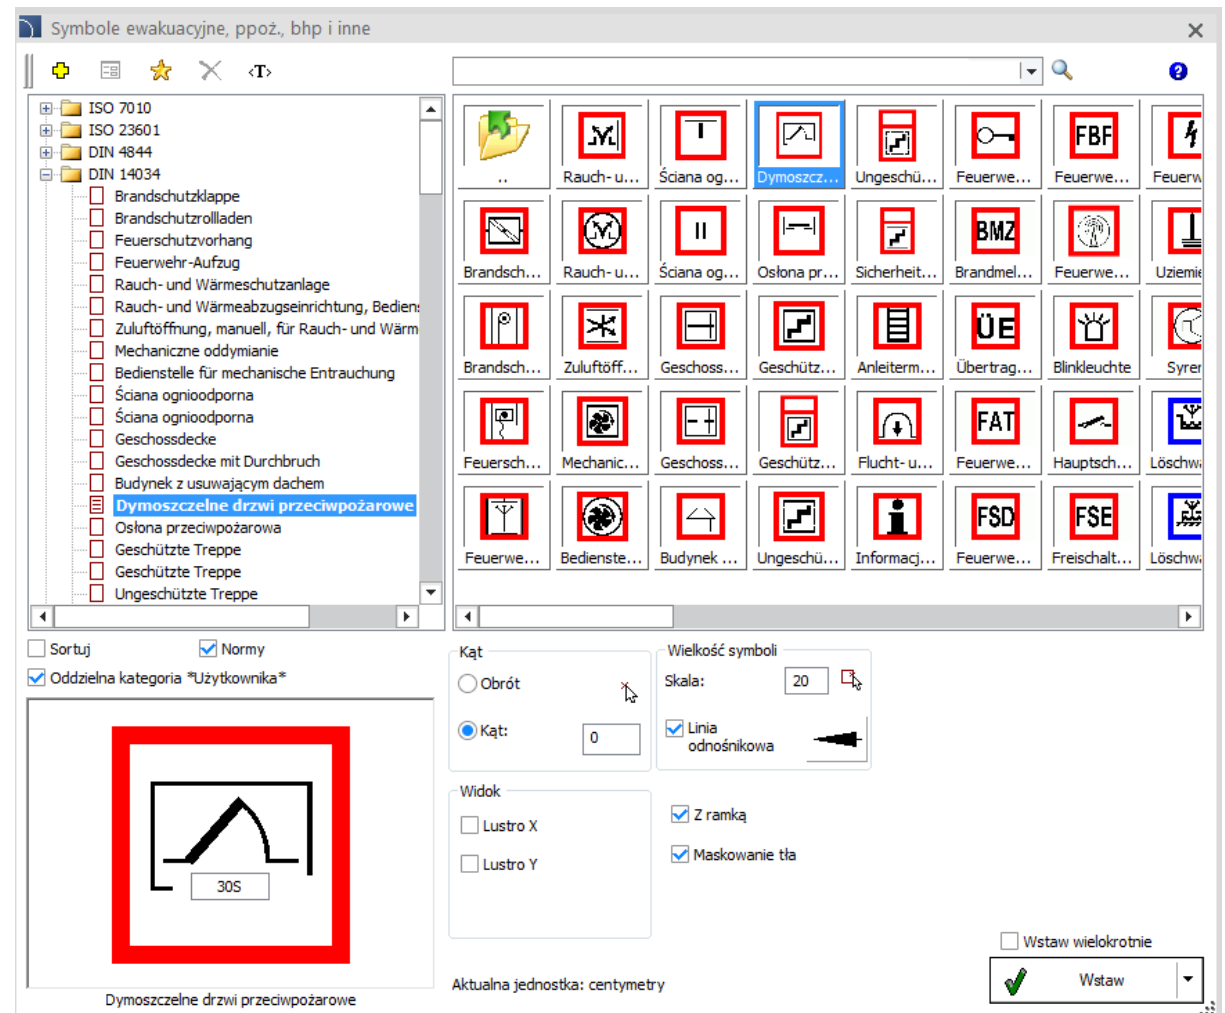 Symbole ewakuacyjne, ppoż., bhp i inne
<T>
ISO 7010
ISO 23601
DIN 4844
DIN 14034
Brandschutzklappe
Brandschutzrollladen
Feuerschutzvorhang
Feuerwehr-Aufzug
Rauch- und Wärmeschutzanlage
Rauch- und Wärmeabzugseinrichtung, Bediens
Zuluftöffnung, manuell, für Rauch- und Wärm
Mechaniczne oddymianie
Bedienstelle für mechanische Entrauchung
Ściana ognioodporna
Ściana ognioodporna
Geschossdecke
Geschossdecke mit Durchbruch
Budynek z usuwającym dachem
Dymoszczelne drzwi przeciwpożarowe
Osłona przeciwpożarowa
Geschützte Treppe
Geschützte Treppe
Ungeschützte Treppe
FBF
.. Rauch- u... Ściana og... Dymoszcz... Ungeschü... Feuerwe... Feuerwe... Feuerw
BMZ
Brandsch... Rauch- u... Ściana og... Osłona pr... Sicherheit... Brandmel... Feuerwe... Uziemie
ÜE
Brandsch... Zuluftöff... Geschoss... Geschütz... Anleiterm... Übertrag... Blinkleuchte Syren
FAT
Feuersch... Mechanic... Geschoss... Geschütz... Flucht- u... Feuerwe... Hauptsch... Löschwa
FSD FSE
Feuerwe... Bedienste... Budynek ... Ungeschü... Informacj... Feuerwe... Freischalt... Löschwa
Sortuj
Normy
Oddzielna kategoria *Użytkownika*
30S
Dymoszczelne drzwi przeciwpożarowe
Kąt
Obrót
Kąt:
0
Wielkość symboli
Skala:
20
Linia
odnośnikowa
Widok
Lustro X
Lustro Y
Z ramką
Maskowanie tła
Aktualna jednostka: centymetry
Wstaw wielokrotnie
Wstaw